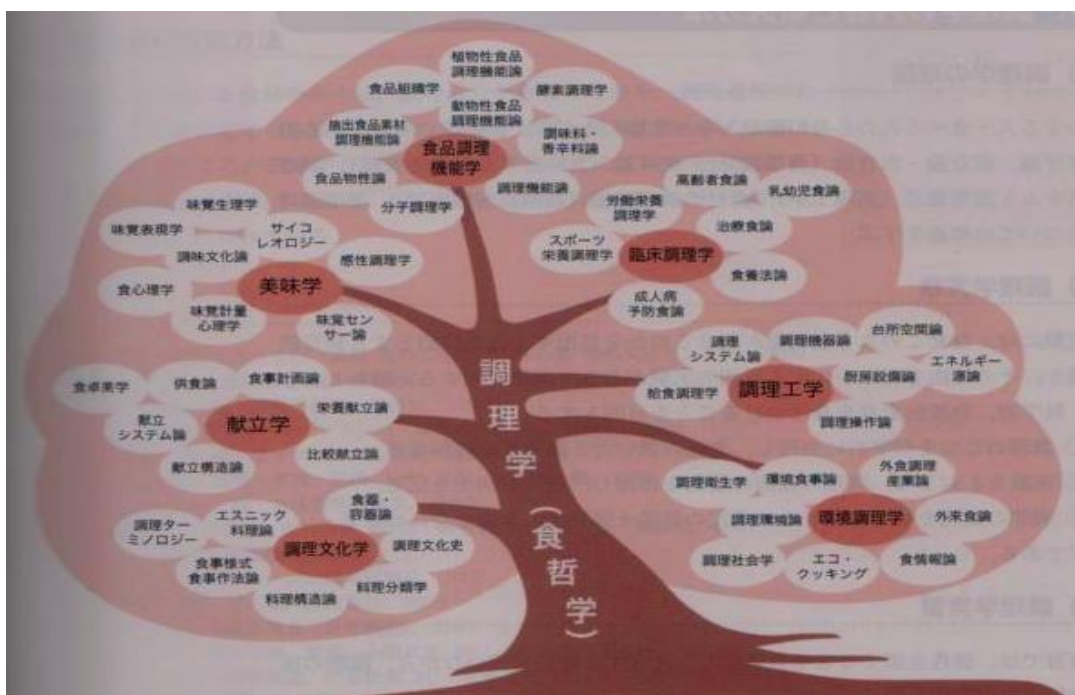 植物性食品
調理機能論
食品組織学
酵素調理学
動物性食品
調理機能論
抽出食品素材
調理機能論
調味料・
香辛料論
食品調理
機能学
食品物性論
調理機能論
分子調理学
高齢者食論
乳幼児食論
労働栄養
調理学
治療食論
スポーツ
栄養調理学
臨床調理学
食養法論
成人病
予防食論
味覚生理学
味覚表現学
サイコ
レオロジー
調味文化論
感性調理学
食心理学
美味学
味覚計量
心理学
味覚セン
サー論
調理
システム論
調理機器論
台所空間論
エネルギー
源論
給食調理学
調理工学
厨房設備論
調理操作論
食卓美学
供食論
食事計画論
献立
システム論
献立学
栄養献立論
献立構造論
比較献立論
調理衛生学
環境食事論
外食調理
産業論
調理環境論
環境調理学
外来食論
調理社会学
エコ・
クッキング
食情報論
食器・
容器論
調理ター
ミノロジー
エスニック
料理論
調理文化学
調理文化史
食事様式
食事作法論
料理構造論
料理分類学
調理学(食哲学)